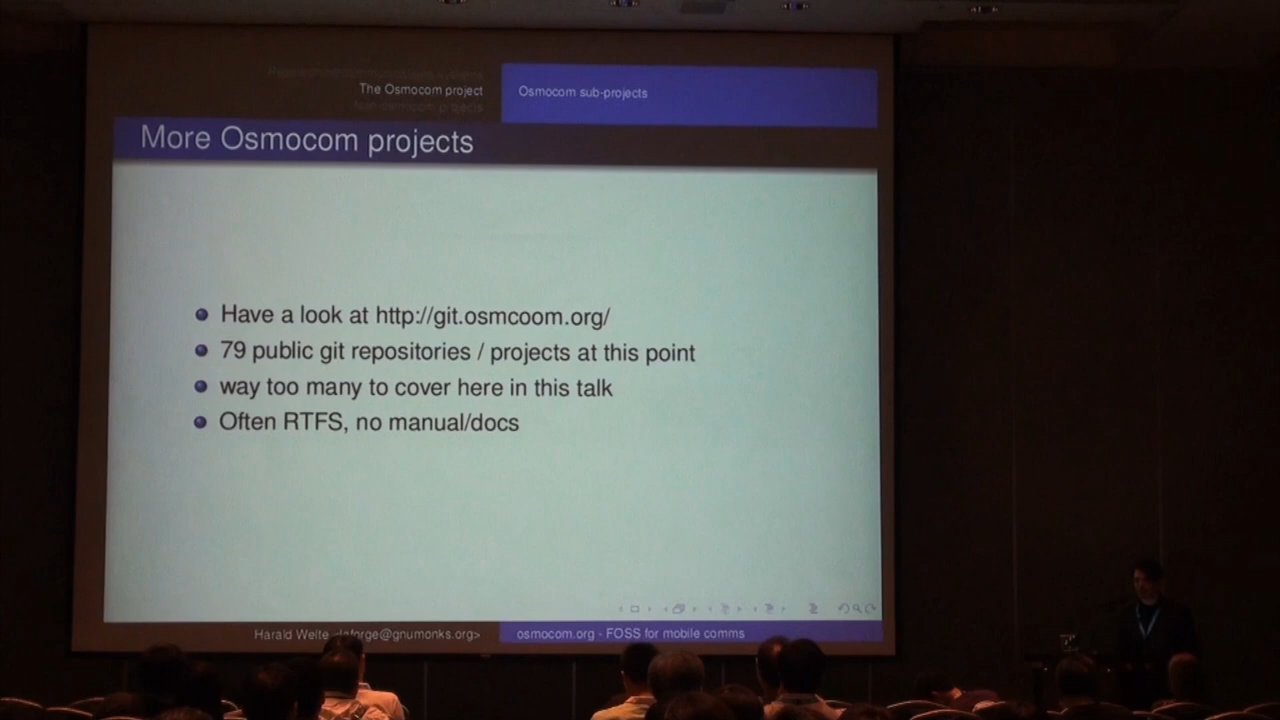 The Osmocom project
Osmocom sub-projects
More Osmocom projects
Have a look at http://git.osmcoom.org/
79 public git repositories / projects at this point
way too many to cover here in this talk
Often RTFS, no manual/docs
Harald Welte <laforge@gnumonks.org>
osmocom.org - FOSS for mobile comms